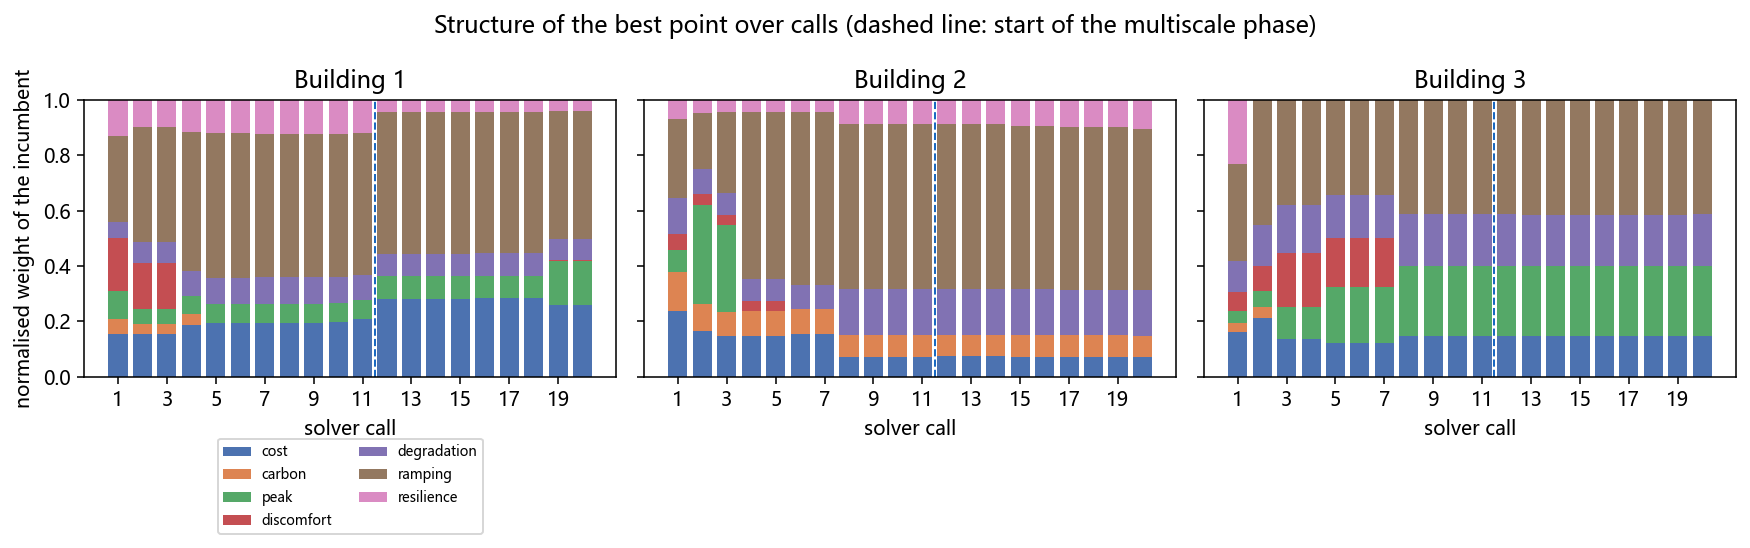 Structure of the best point over calls (dashed line: start of the multiscale phase)
Building 1
Building 2
Building 3
normalised weight of the incumbent
1.0
0.8
0.6
0.4
0.2
0.0
1 3 5 7 9 11 13 15 17 19
1 3 5 7 9 11 13 15 17 19
1 3 5 7 9 11 13 15 17 19
solver call
solver call
solver call
cost
carbon
peak
discomfort
degradation
ramping
resilience